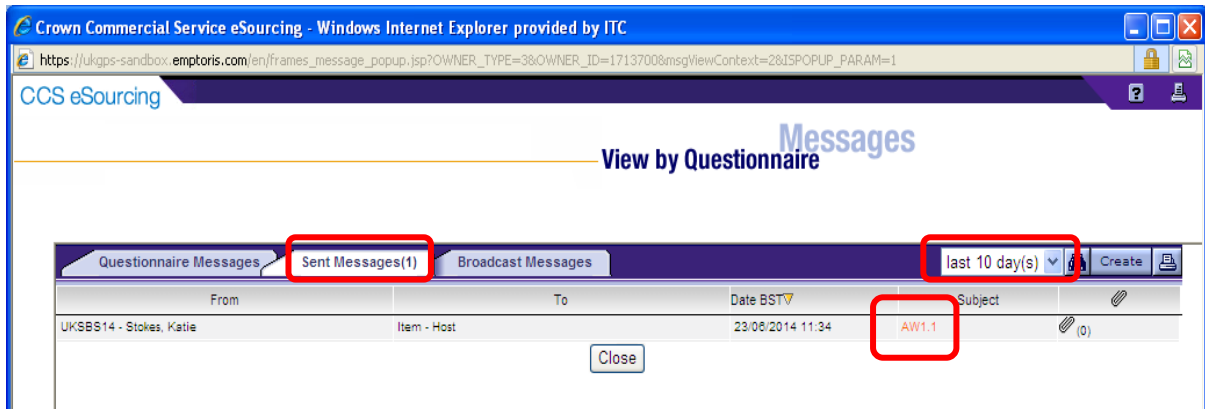 Crown Commercial Service eSourcing - Windows Internet Explorer provided by ITC
https://ukgps-sandbox.emptoris.com/en/frames_message_popup.jsp?OWNER_TYPE=3&OWNER_ID=1713700&msgViewContext=2&ISPOPUP_PARAM=1
CCS eSourcing
Messages
View by Questionnaire
Questionnaire Messages Sent Messages(1) Broadcast Messages last 10 day(s) Create
From To Date BST Subject
UKSBS14 - Stokes, Katie Item - Host 23/06/2014 11:34 AW1.1 (0)
Close